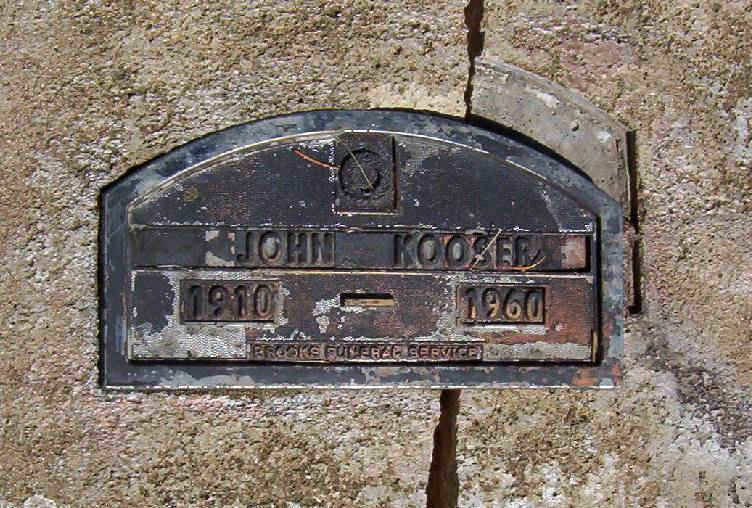 JOHN KOOSER
1910 - 1960
BROOKS FUNERAL SERVICE